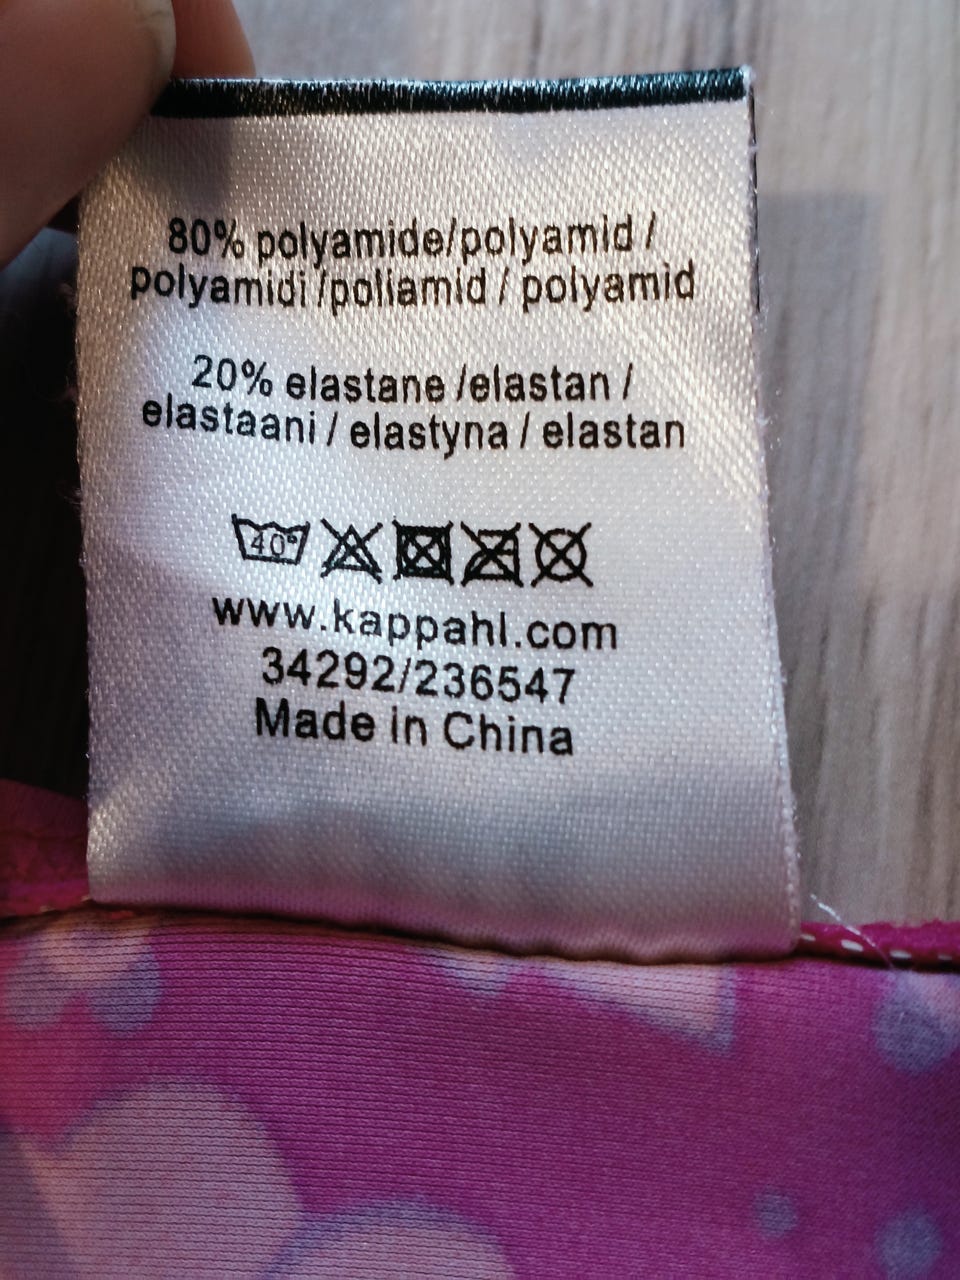 80% polyamide/polyamid /
polyamidi /poliamid / polyamid
20% elastane /elastan /
elastaani / elastyna / elastan
40°
www.kappahl.com
34292/236547
Made in China